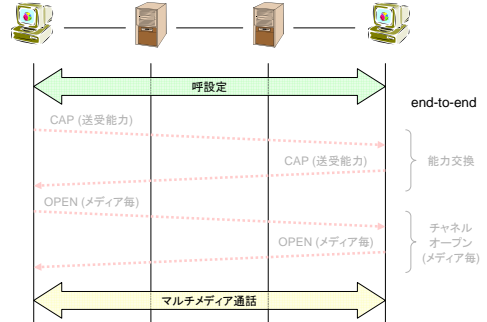 呼設定
end-to-end
CAP (送受能力)
CAP (送受能力)
能力交換
OPEN (メディア毎)
OPEN (メディア毎)
チャネル
オープン
(メディア毎)
マルチメディア通話